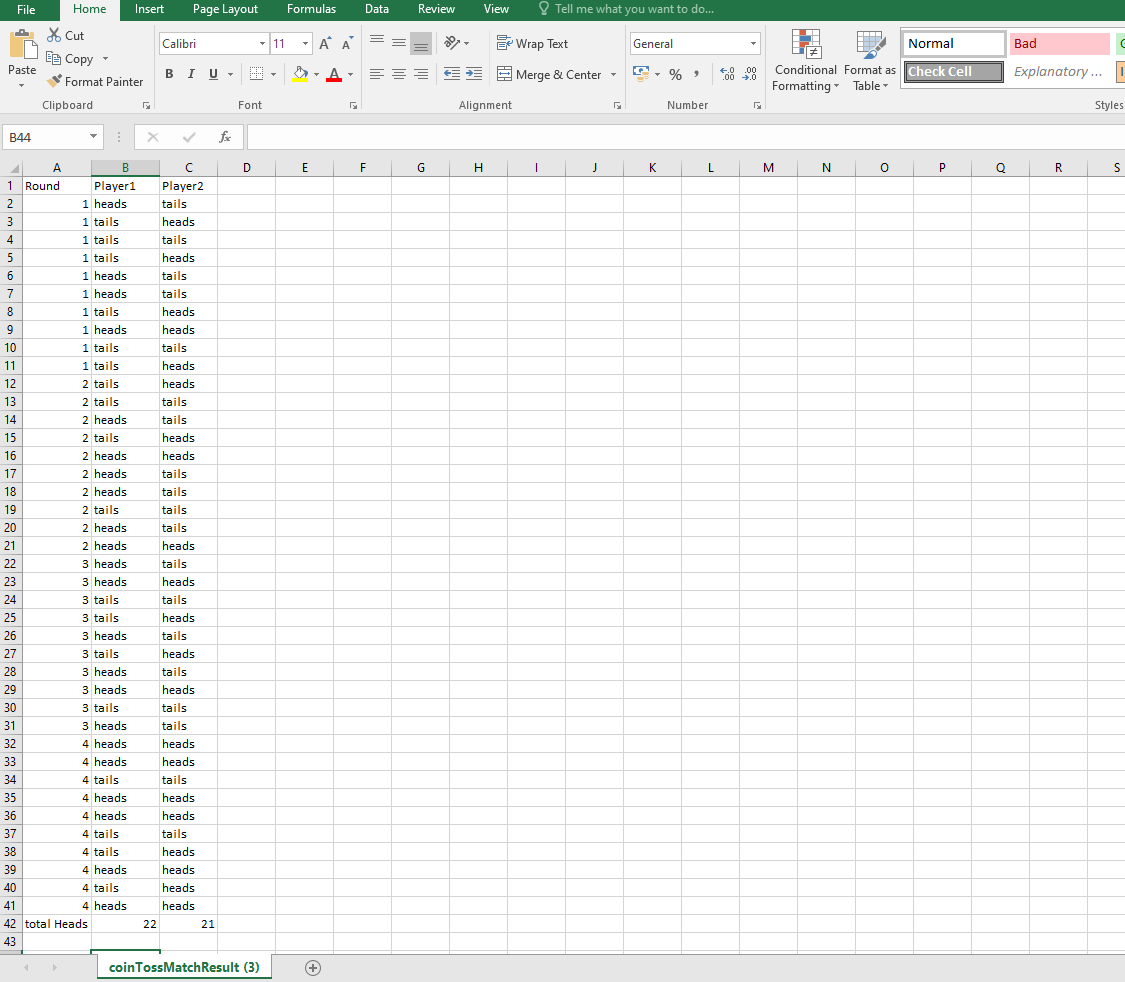 File Home Insert Page Layout Formulas Data Review View Tell me what you want to do...
Cut
Copy
Format Painter
Paste
Clipboard
Calibri 11 A A
B I U A
Font
Wrap Text
Merge & Center
Alignment
General
% ,
.0 .00
.00 .0
Number
Conditional Formatting
Format as Table
Normal Bad
Check Cell Explanatory ...
Styles
B44 fx
A B C D E F G H I J K L M N O P Q R S
1 Round Player1 Player2
2 1 heads tails
3 1 tails heads
4 1 tails tails
5 1 tails heads
6 1 heads tails
7 1 heads tails
8 1 tails heads
9 1 heads heads
10 1 tails tails
11 1 tails heads
12 2 tails heads
13 2 tails tails
14 2 heads tails
15 2 tails heads
16 2 heads heads
17 2 heads tails
18 2 heads tails
19 2 tails tails
20 2 heads tails
21 2 heads heads
22 3 heads tails
23 3 heads heads
24 3 tails tails
25 3 tails heads
26 3 heads tails
27 3 tails heads
28 3 heads tails
29 3 heads heads
30 3 tails tails
31 3 heads tails
32 4 heads heads
33 4 heads heads
34 4 tails tails
35 4 heads heads
36 4 heads heads
37 4 tails tails
38 4 tails heads
39 4 heads heads
40 4 tails heads
41 4 heads heads
42 total Heads 22 21
43
coinTossMatchResult (3)